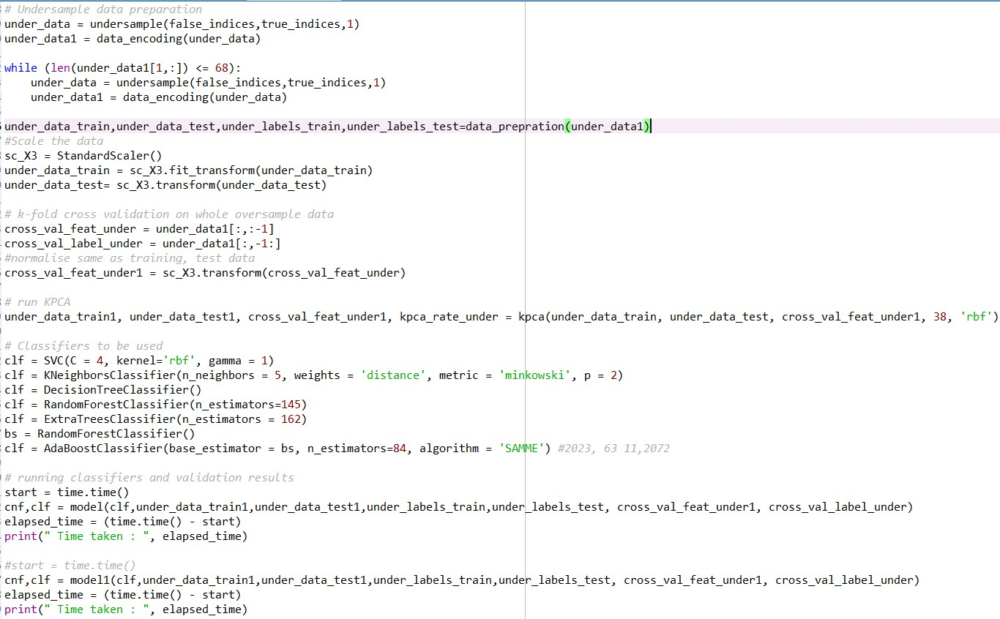 # Undersample data preparation
under_data = undersample(false_indices,true_indices,1)
under_data1 = data_encoding(under_data)
while (len(under_data1[1,:]) <= 68):
    under_data = undersample(false_indices,true_indices,1)
    under_data1 = data_encoding(under_data)
under_data_train,under_data_test,under_labels_train,under_labels_test=data_prepration(under_data1)
#Scale the data
sc_X3 = StandardScaler()
under_data_train = sc_X3.fit_transform(under_data_train)
under_data_test= sc_X3.transform(under_data_test)
# k-fold cross validation on whole oversample data
cross_val_feat_under = under_data1[:,:-1]
cross_val_label_under = under_data1[:,-1:]
#normalise same as training, test data
cross_val_feat_under1 = sc_X3.transform(cross_val_feat_under)
# run KPCA
under_data_train1, under_data_test1, cross_val_feat_under1, kpca_rate_under = kpca(under_data_train, under_data_test, cross_val_feat_under1, 38, 'rbf')
# Classifiers to be used
clf = SVC(C = 4, kernel='rbf', gamma = 1)
clf = KNeighborsClassifier(n_neighbors = 5, weights = 'distance', metric = 'minkowski', p = 2)
clf = DecisionTreeClassifier()
clf = RandomForestClassifier(n_estimators=145)
clf = ExtraTreesClassifier(n_estimators = 162)
bs = RandomForestClassifier()
clf = AdaBoostClassifier(base_estimator = bs, n_estimators=84, algorithm = 'SAMME') #2023, 63 11,2072
# running classifiers and validation results
start = time.time()
cnf,clf = model(clf,under_data_train1,under_data_test1,under_labels_train,under_labels_test, cross_val_feat_under1, cross_val_label_under)
elapsed_time = (time.time() - start)
print(" Time taken : ", elapsed_time)
#start = time.time()
cnf,clf = model1(clf,under_data_train1,under_data_test1,under_labels_train,under_labels_test, cross_val_feat_under1, cross_val_label_under)
elapsed_time = (time.time() - start)
print(" Time taken : ", elapsed_time)